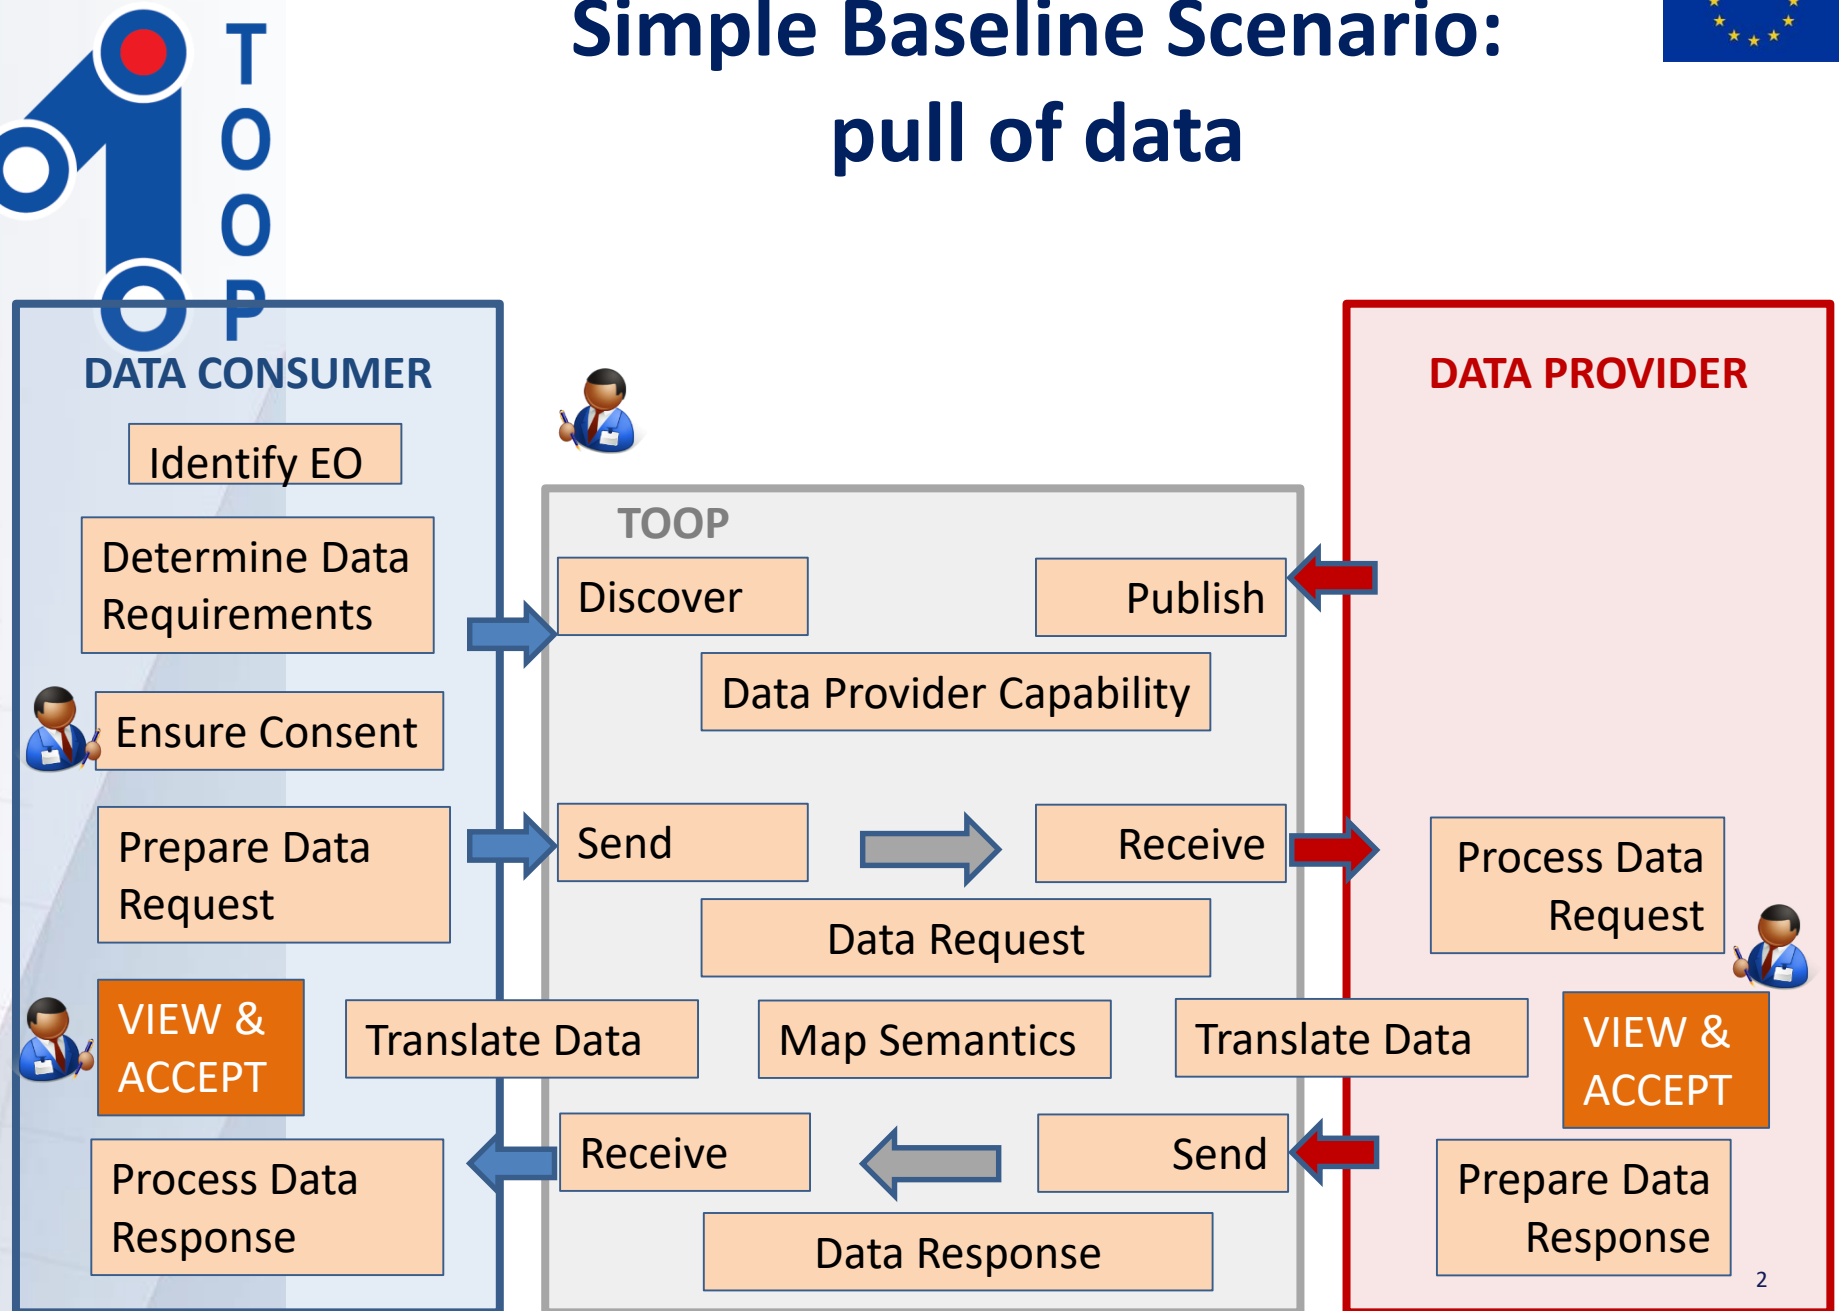 Simple Baseline Scenario:
pull of data
T
O
O
P
DATA CONSUMER
Identify EO
Determine Data
Requirements
Ensure Consent
Prepare Data
Request
VIEW &
ACCEPT
Translate Data
Process Data
Response
TOOP
Discover
Publish
Data Provider Capability
Send
Receive
Data Request
Map Semantics
Receive
Send
Data Response
DATA PROVIDER
Process Data
Request
Translate Data
VIEW &
ACCEPT
Prepare Data
Response
2